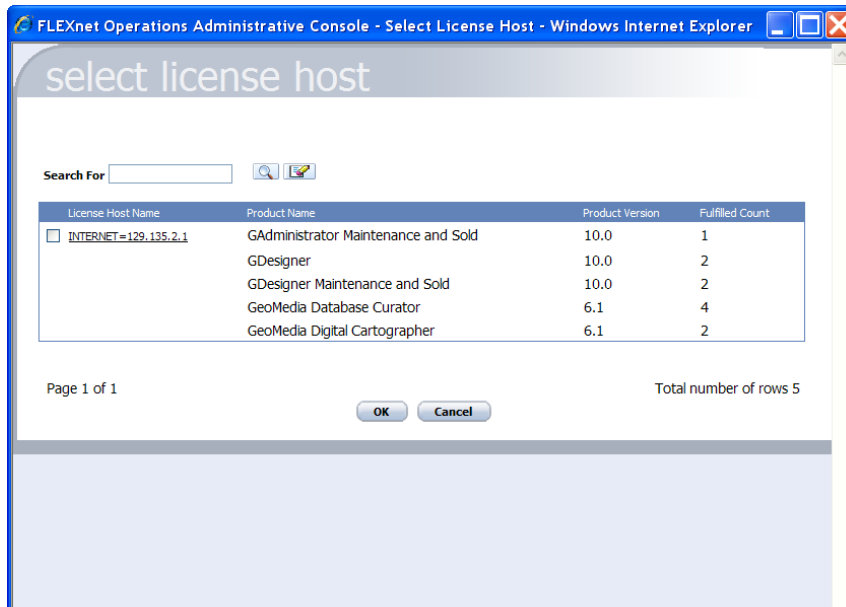 FLEXnet Operations Administrative Console - Select License Host - Windows Internet Explorer
select license host
Search For
License Host Name Product Name Product Version Fulfilled Count
INTERNET=129.135.2.1 GAdministrator Maintenance and Sold 10.0 1
GDesigner 10.0 2
GDesigner Maintenance and Sold 10.0 2
GeoMedia Database Curator 6.1 4
GeoMedia Digital Cartographer 6.1 2
Page 1 of 1 Total number of rows 5
OK Cancel